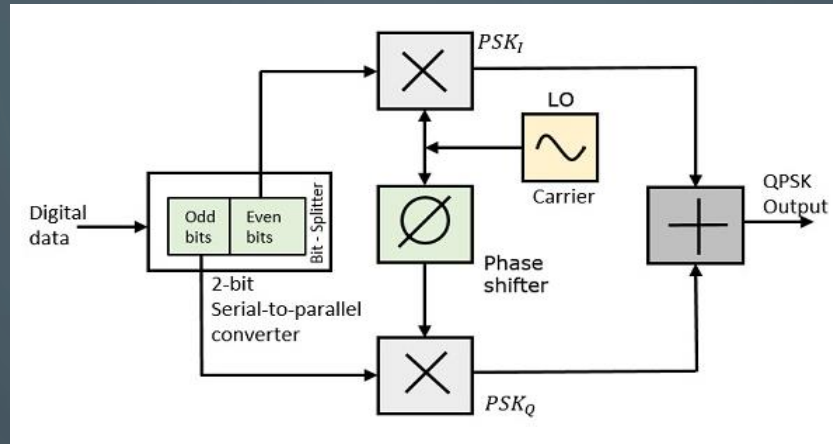 PSK_I
LO
Carrier
Digital
data
Odd
bits
Even
bits
Bit - Splitter
2-bit
Serial-to-parallel
converter
Phase
shifter
QPSK
Output
PSK_Q